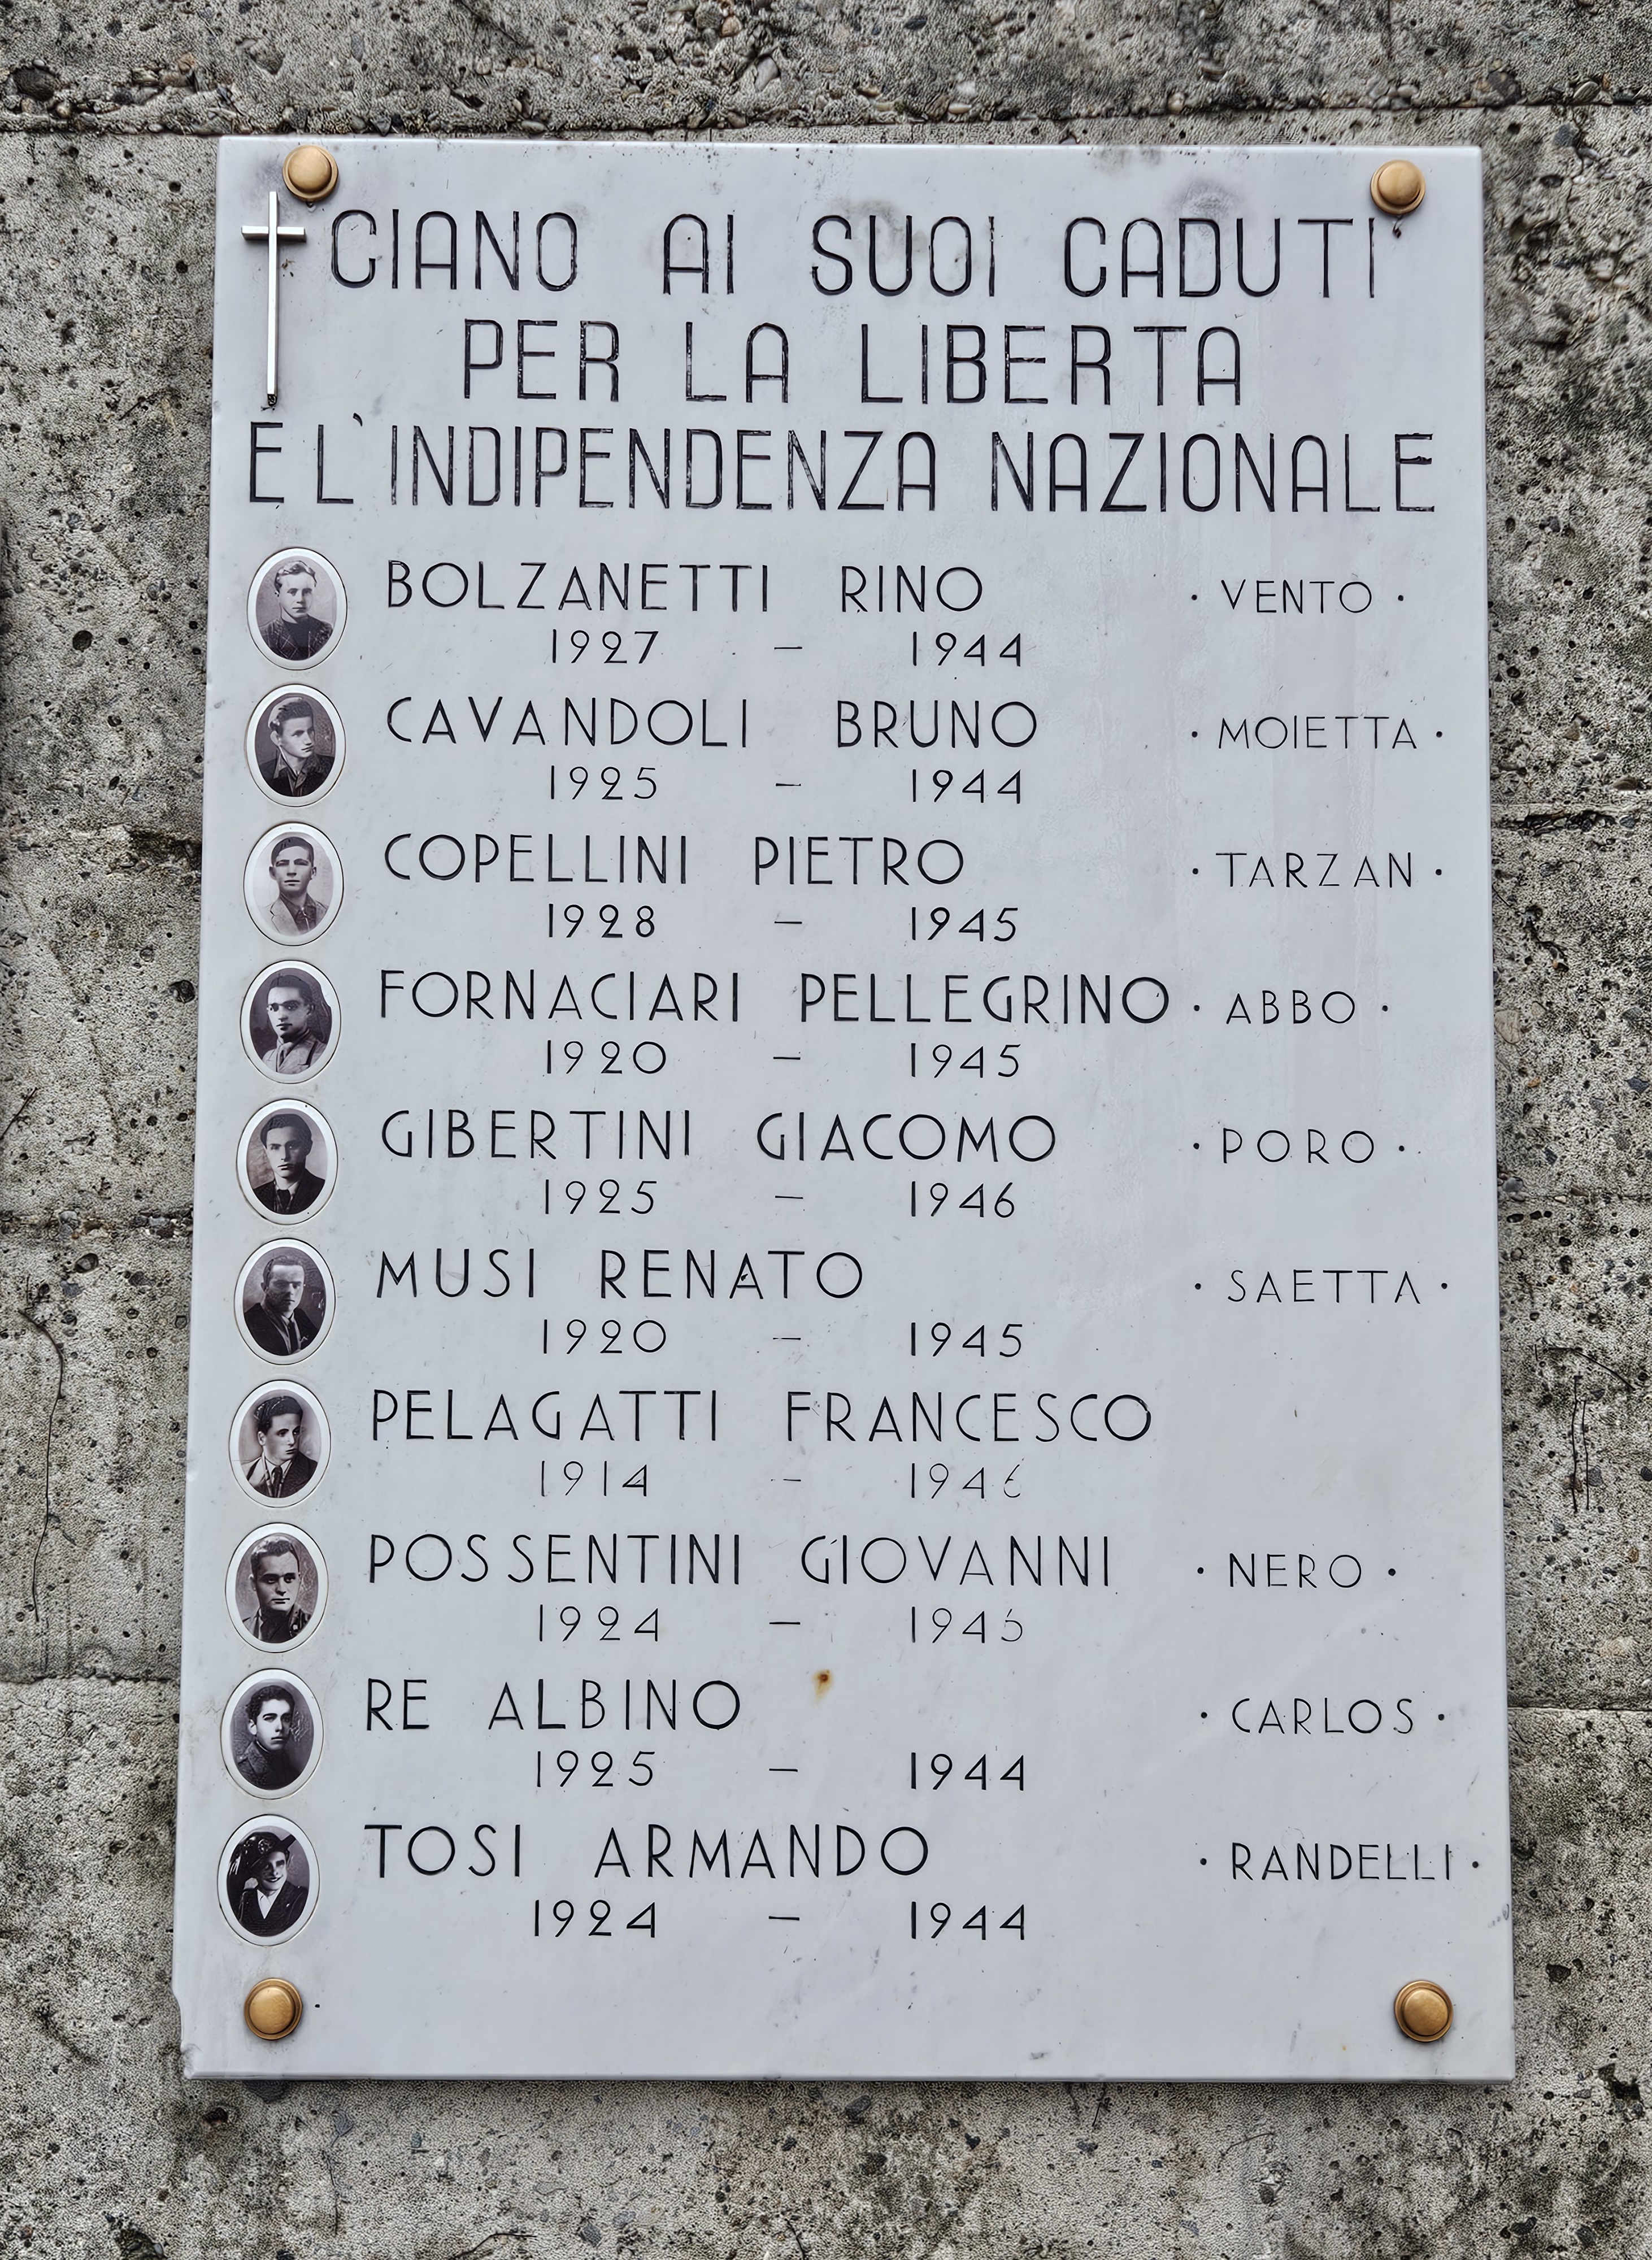 CIANO AI SUOI CADUTI
PER LA LIBERTA
E L'INDIPENDENZA NAZIONALE
BOLZANETTI RINO · VENTO ·
1927 – 1944
CAVANDOLI BRUNO · MOIETTA ·
1925 – 1944
COPELLINI PIETRO · TARZAN ·
1928 – 1945
FORNACIARI PELLEGRINO · ABBO ·
1920 – 1945
GIBERTINI GIACOMO · PORO ·
1925 – 1946
MUSI RENATO · SAETTA ·
1920 – 1945
PELAGATTI FRANCESCO
1914 – 1946
POSSENTINI GIOVANNI · NERO ·
1924 – 1945
RE ALBINO · CARLOS ·
1925 – 1944
TOSI ARMANDO · RANDELLI ·
1924 – 1944